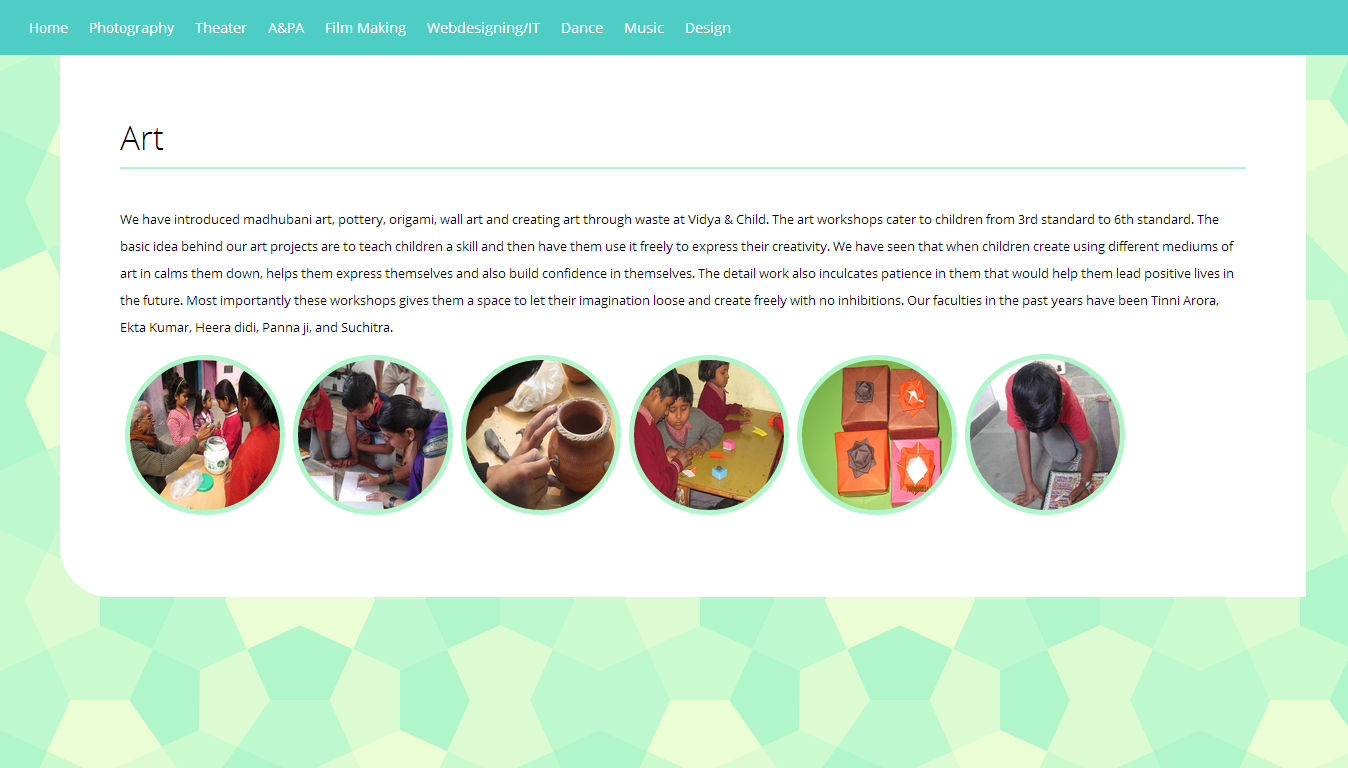 Home Photography Theater A&PA Film Making Webdesigning/IT Dance Music Design
Art
We have introduced madhubani art, pottery, origami, wall art and creating art through waste at Vidya & Child. The art workshops cater to children from 3rd standard to 6th standard. The
basic idea behind our art projects are to teach children a skill and then have them use it freely to express their creativity. We have seen that when children create using different mediums of
art in calms them down, helps them express themselves and also build confidence in themselves. The detail work also inculcates patience in them that would help them lead positive lives in
the future. Most importantly these workshops gives them a space to let their imagination loose and create freely with no inhibitions. Our faculties in the past years have been Tinni Arora,
Ekta Kumar, Heera didi, Panna ji, and Suchitra.